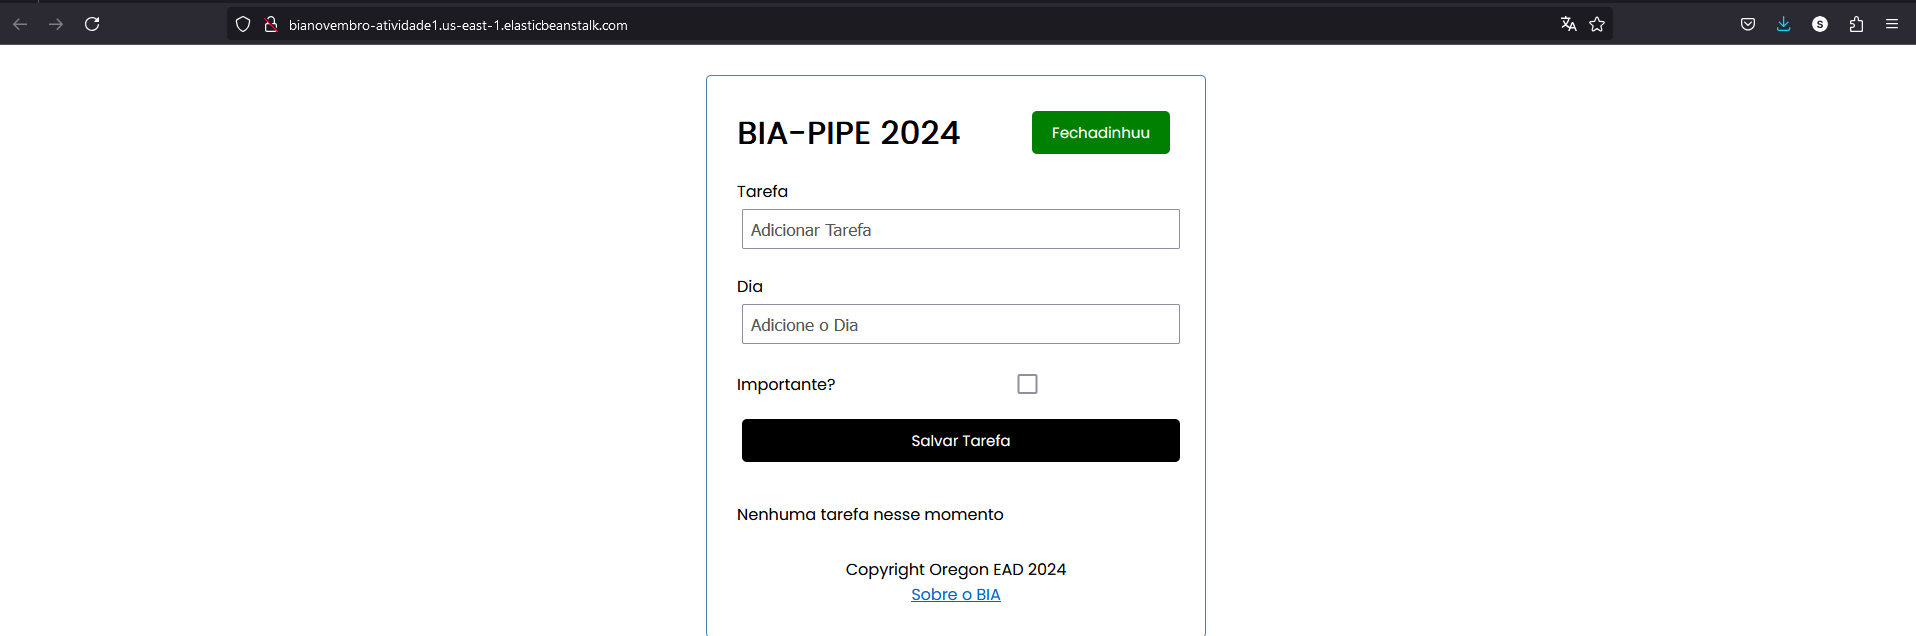 bianovembro-atividade1.us-east-1.elasticbeanstalk.com
S
BIA-PIPE 2024
Fechadinhuu
Tarefa
Adicionar Tarefa
Dia
Adicione o Dia
Importante?
Salvar Tarefa
Nenhuma tarefa nesse momento
Copyright Oregon EAD 2024
Sobre o BIA